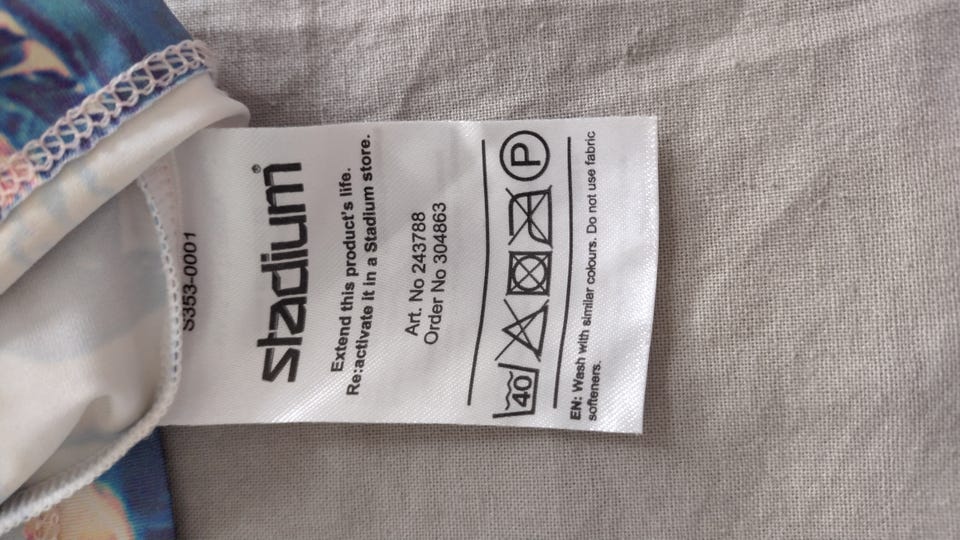 S353-0001
stadium®
Extend this product's life.
Re:activate it in a Stadium store.
Art. No 243788
Order No 304863
40 P
EN: Wash with similar colours. Do not use fabric
softeners.